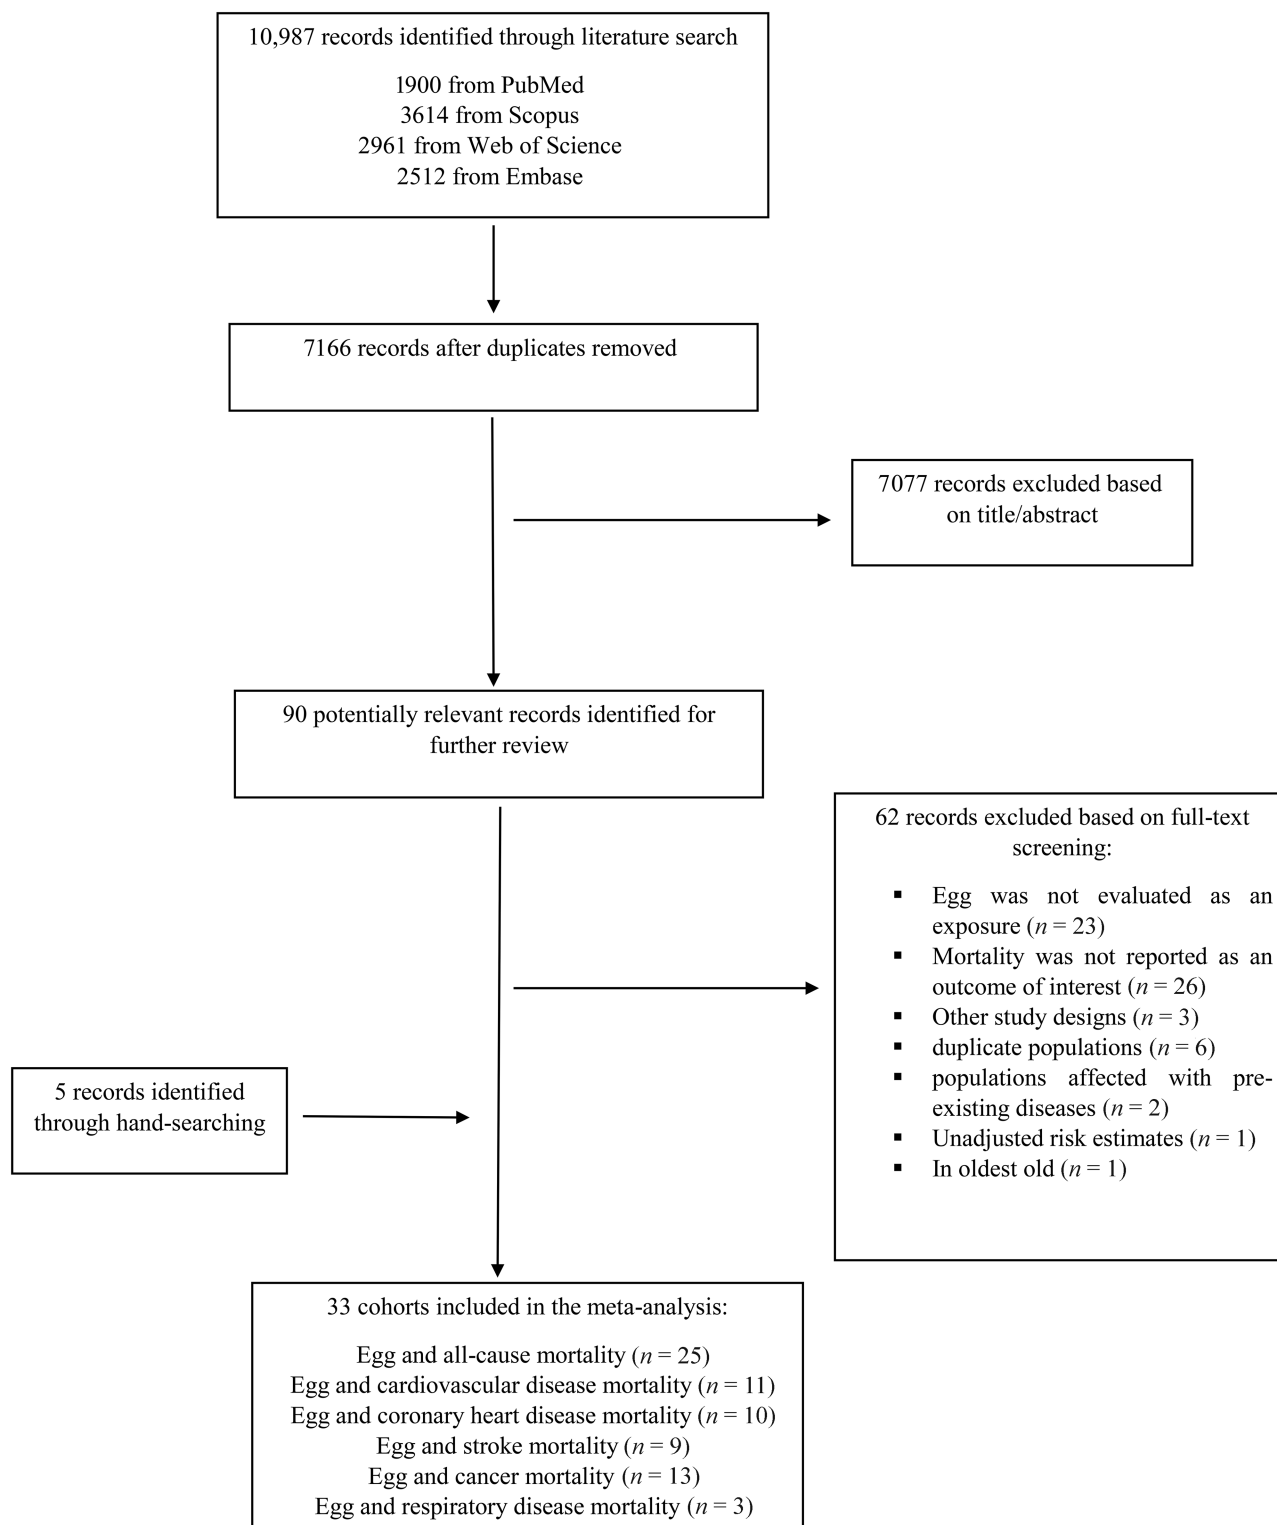 10,987 records identified through literature search
1900 from PubMed
3614 from Scopus
2961 from Web of Science
2512 from Embase
7166 records after duplicates removed
7077 records excluded based
on title/abstract
90 potentially relevant records identified for
further review
62 records excluded based on full-text
screening:
▪ Egg was not evaluated as an
exposure (n = 23)
▪ Mortality was not reported as an
outcome of interest (n = 26)
▪ Other study designs (n = 3)
▪ duplicate populations (n = 6)
▪ populations affected with pre-
existing diseases (n = 2)
▪ Unadjusted risk estimates (n = 1)
▪ In oldest old (n = 1)
5 records identified
through hand-searching
33 cohorts included in the meta-analysis:
Egg and all-cause mortality (n = 25)
Egg and cardiovascular disease mortality (n = 11)
Egg and coronary heart disease mortality (n = 10)
Egg and stroke mortality (n = 9)
Egg and cancer mortality (n = 13)
Egg and respiratory disease mortality (n = 3)